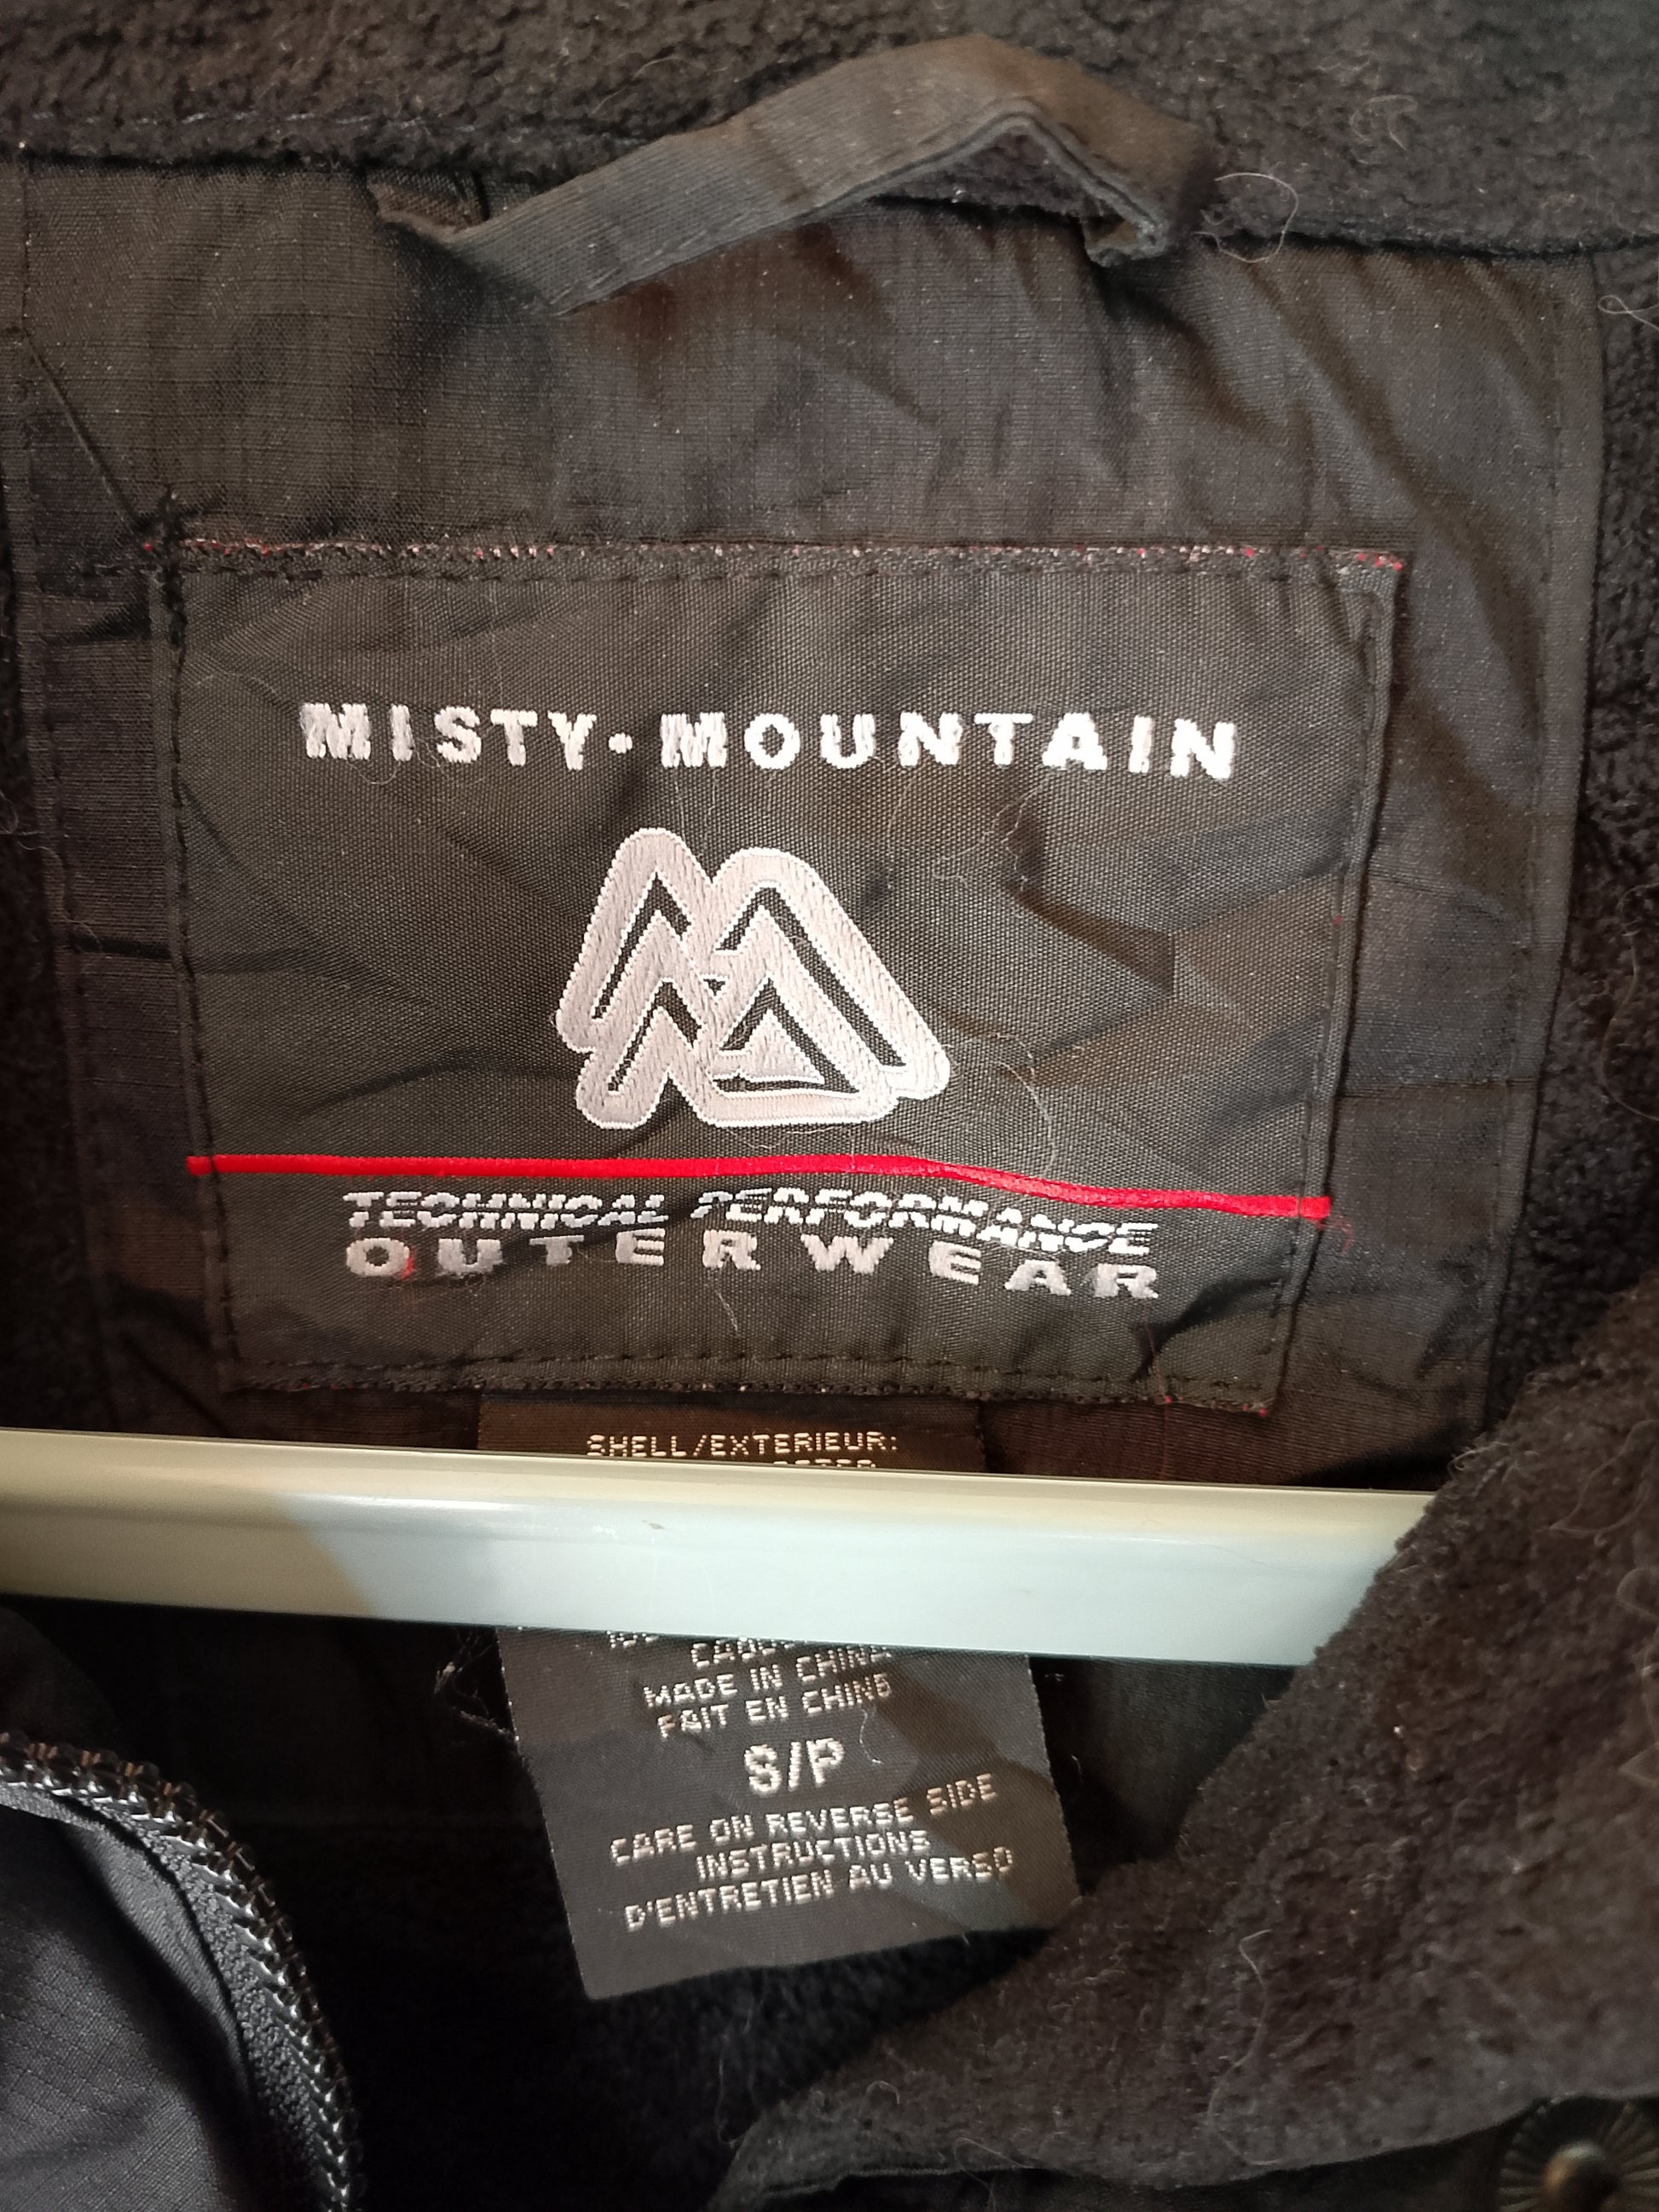 MISTY • MOUNTAIN
TECHNICAL PERFORMANCE
OUTERWEAR
SHELL/EXTERIEUR:
MADE IN CHINA
FAIT EN CHINE
S/P
CARE ON REVERSE SIDE
INSTRUCTIONS
D'ENTRETIEN AU VERSO